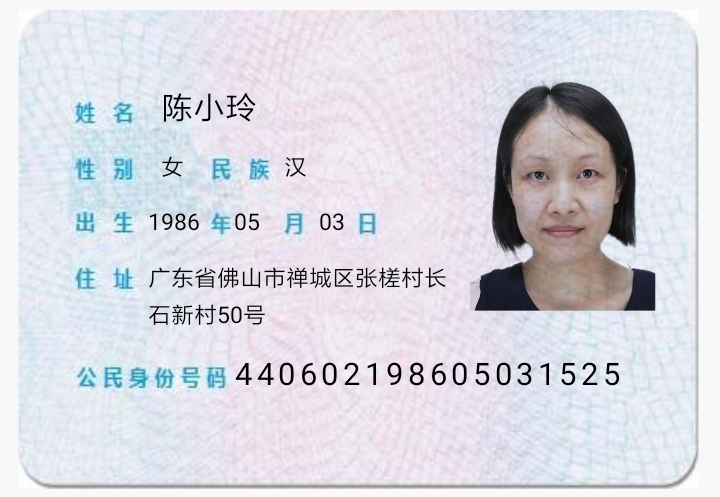 姓名 陈小玲
性别 女 民族 汉
出生 1986 年 05 月 03 日
住址 广东省佛山市禅城区张槎村长
石新村50号
公民身份号码 440602198605031525